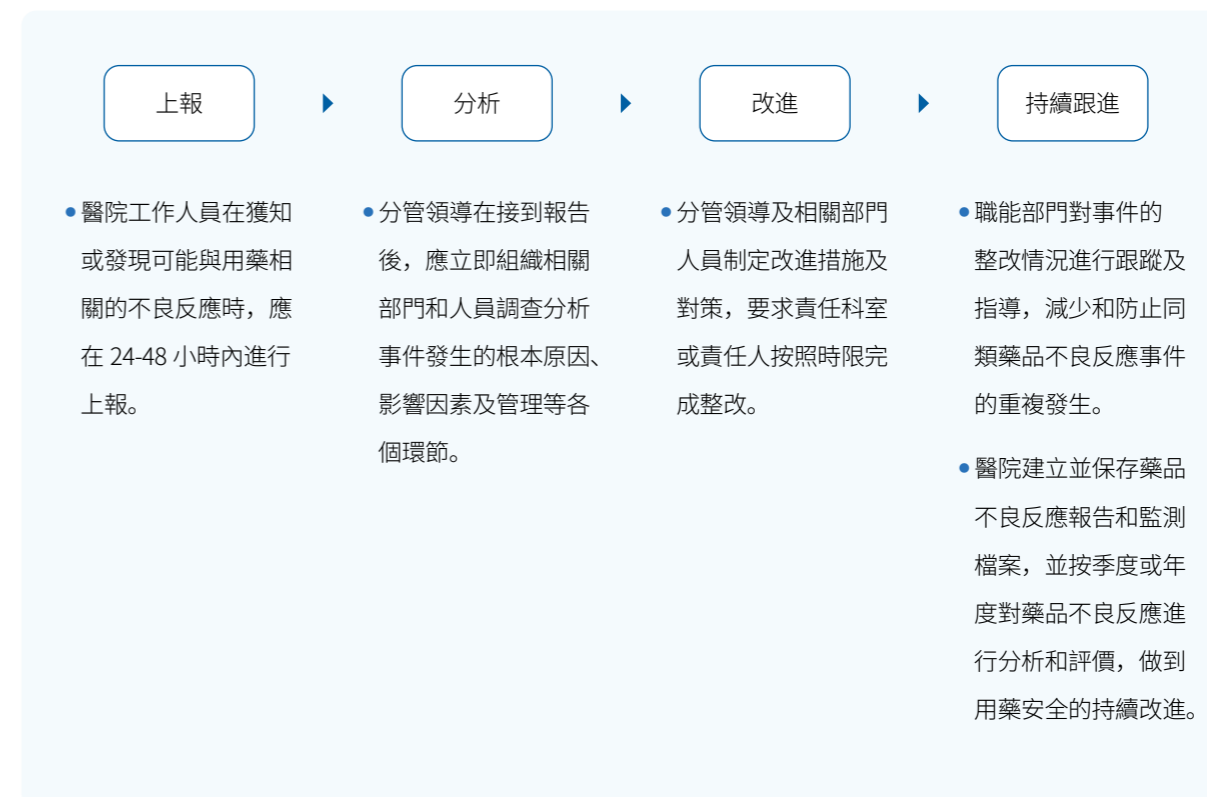 上報
分析
改進
持續跟進
•醫院工作人員在獲知
或發現可能與用藥相
關的不良反應時，應
在 24-48 小時內進行
上報。
•分管領導在接到報告
後，應立即組織相關
部門和人員調查分析
事件發生的根本原因、
影響因素及管理等各
個環節。
•分管領導及相關部門
人員制定改進措施及
對策，要求責任科室
或責任人按照時限完
成整改。
•職能部門對事件的
整改情況進行跟蹤及
指導，減少和防止同
類藥品不良反應事件
的重複發生。
•醫院建立並保存藥品
不良反應報告和監測
檔案，並按季度或年
度對藥品不良反應進
行分析和評價，做到
用藥安全的持續改進。